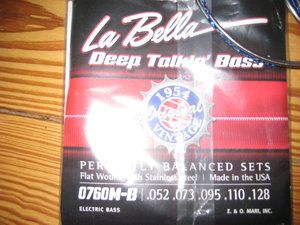 La Bella
Deep Talkin' Bass
1954
Original
VINTAGE
PERFECTLY BALANCED SETS
Flat Wound with Stainless Steel | Made in the USA
0760M-B .052 .073 .095 .110 .128
ELECTRIC BASS
E. & O. MARI, INC.